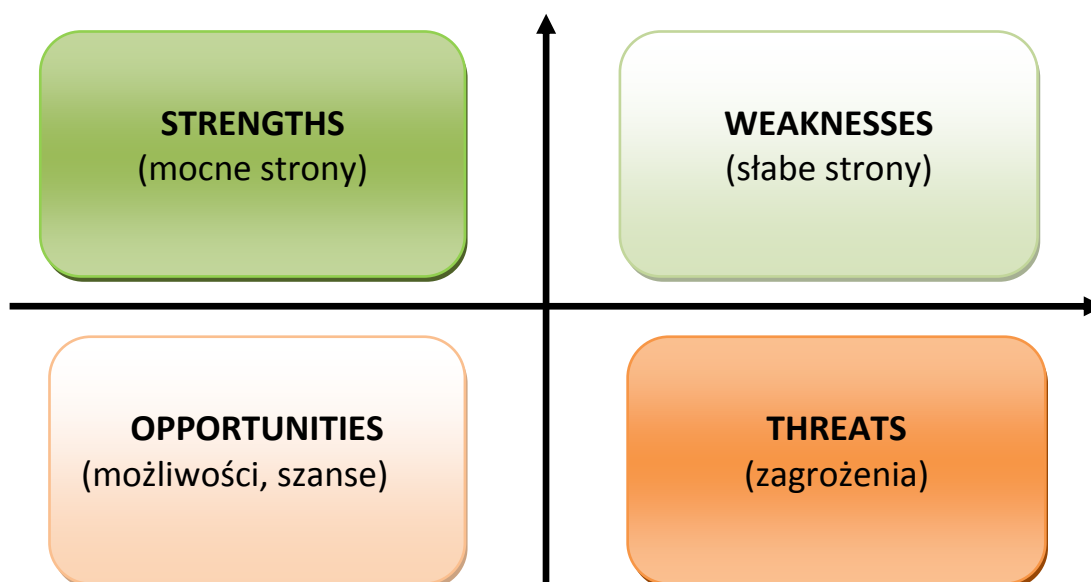 STRENGTHS
(mocne strony)
WEAKNESSES
(słabe strony)
OPPORTUNITIES
(możliwości, szanse)
THREATS
(zagrożenia)